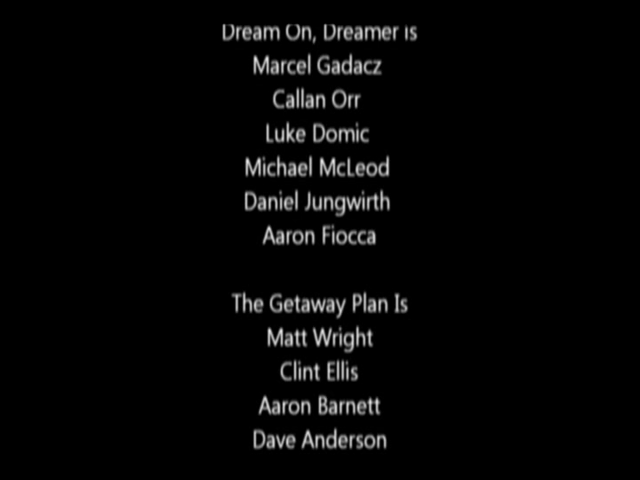 Dream On, Dreamer is
Marcel Gadacz
Callan Orr
Luke Domic
Michael McLeod
Daniel Jungwirth
Aaron Fiocca
The Getaway Plan Is
Matt Wright
Clint Ellis
Aaron Barnett
Dave Anderson